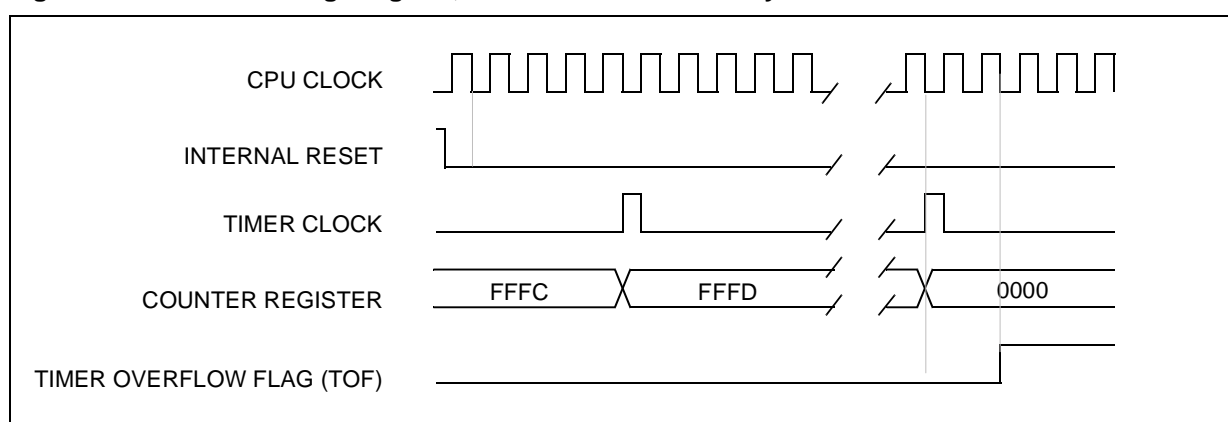 CPU CLOCK
INTERNAL RESET
TIMER CLOCK
COUNTER REGISTER FFFC FFFD 0000
TIMER OVERFLOW FLAG (TOF)